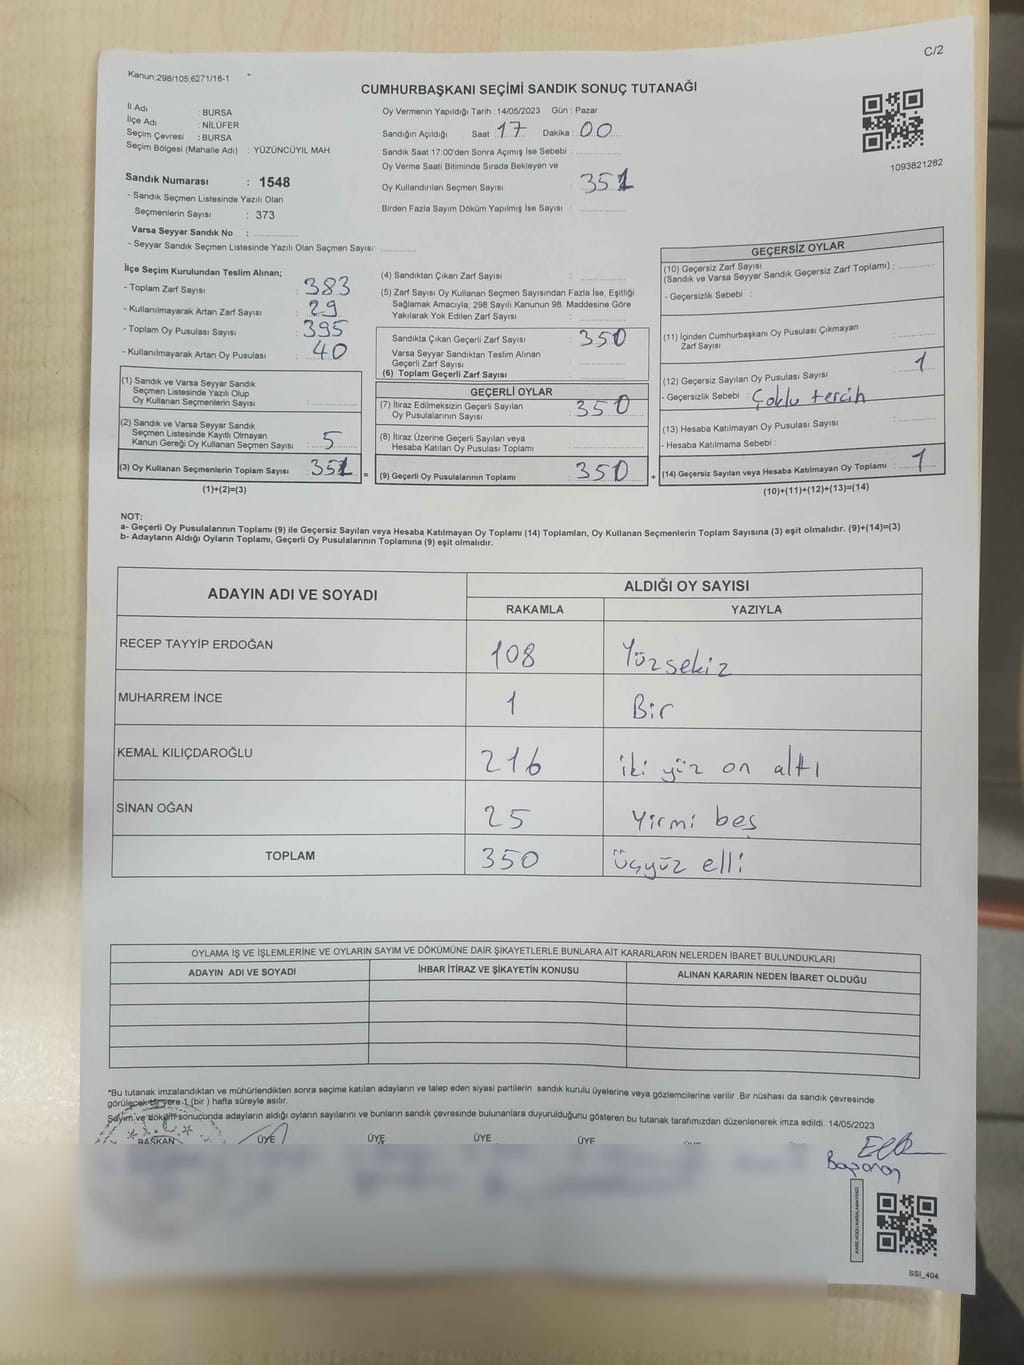 C/2
Kanun;298/105;6271/18-1
CUMHURBAŞKANI SEÇİMİ SANDIK SONUÇ TUTANAĞI
İl Adı : BURSA
İlçe Adı : NİLÜFER
Seçim Çevresi : BURSA
Seçim Bölgesi (Mahalle Adı) : YÜZÜNCÜYIL MAH.
Sandık Numarası : 1548
- Sandık Seçmen Listesinde Yazılı Olan
Seçmenlerin Sayısı : 373
Varsa Seyyar Sandık No :
- Seyyar Sandık Seçmen Listesinde Yazılı Olan Seçmen Sayısı:
Oy Vermenin Yapıldığı Tarih : 14/05/2023 Gün : Pazar
Sandığın Açıldığı Saat : 17 Dakika : 00
Sandık Saat 17:00'den Sonra Açımış İse Sebebi :
Oy Verme Saati Bitiminde Sırada Bekleyen ve
Oy Kullandırılan Seçmen Sayısı : 351
Birden Fazla Sayım Döküm Yapılmış İse Sayısı :
1093821282
İlçe Seçim Kurulundan Teslim Alınan;
- Toplam Zarf Sayısı : 383
- Kullanılmayarak Artan Zarf Sayısı : 29
- Toplam Oy Pusulası Sayısı : 395
- Kullanılmayarak Artan Oy Pusulası : 40
(1) Sandık ve Varsa Seyyar Sandık
Seçmen Listesinde Yazılı Olup
Oy Kullanan Seçmenlerin Sayısı :
(2) Sandık ve Varsa Seyyar Sandık
Seçmen Listesinde Kayıtlı Olmayan
Kanun Gereği Oy Kullanan Seçmen Sayısı : 5
(3) Oy Kullanan Seçmenlerin Toplam Sayısı : 351 =
(1)+(2)=(3)
(4) Sandıktan Çıkan Zarf Sayısı :
(5) Zarf Sayısı Oy Kullanan Seçmen Sayısından Fazla İse, Eşitliği
Sağlamak Amacıyla; 298 Sayılı Kanunun 98. Maddesine Göre
Yakılarak Yok Edilen Zarf Sayısı :
Sandıkta Çıkan Geçerli Zarf Sayısı : 350
Varsa Seyyar Sandıktan Teslim Alınan
Geçerli Zarf Sayısı :
(6) Toplam Geçerli Zarf Sayısı :
GEÇERLİ OYLAR
(7) İtiraz Edilmeksizin Geçerli Sayılan
Oy Pusulalarının Sayısı : 350
(8) İtiraz Üzerine Geçerli Sayılan veya
Hesaba Katılan Oy Pusulası Toplamı :
(9) Geçerli Oy Pusulalarının Toplamı : 350 +
GEÇERSİZ OYLAR
(10) Geçersiz Zarf Sayısı
(Sandık ve Varsa Seyyar Sandık Geçersiz Zarf Toplamı) :
- Geçersizlik Sebebi :
(11) İçinden Cumhurbaşkanı Oy Pusulası Çıkmayan
Zarf Sayısı :
(12) Geçersiz Sayılan Oy Pusulası Sayısı : 1
- Geçersizlik Sebebi : Çoklu tercih
(13) Hesaba Katılmayan Oy Pusulası Sayısı :
- Hesaba Katılmama Sebebi :
(14) Geçersiz Sayılan veya Hesaba Katılmayan Oy Toplamı : 1
(10)+(11)+(12)+(13)=(14)
NOT:
a- Geçerli Oy Pusulalarının Toplamı (9) ile Geçersiz Sayılan veya Hesaba Katılmayan Oy Toplamı (14) Toplamları, Oy Kullanan Seçmenlerin Toplam Sayısına (3) eşit olmalıdır. (9)+(14)=(3)
b- Adayların Aldığı Oyların Toplamı, Geçerli Oy Pusulalarının Toplamına (9) eşit olmalıdır.
ADAYIN ADI VE SOYADI ALDIĞI OY SAYISI
RAKAMLA YAZIYLA
RECEP TAYYİP ERDOĞAN 108 Yüzsekiz
MUHARREM İNCE 1 Bir
KEMAL KILIÇDAROĞLU 216 iki yüz on altı
SİNAN OĞAN 25 Yirmi beş
TOPLAM 350 üçyüz elli
OYLAMA İŞ VE İŞLEMLERİNE VE OYLARIN SAYIM VE DÖKÜMÜNE DAİR ŞİKAYETLERLE BUNLARA AİT KARARLARIN NELERDEN İBARET BULUNDUKLARI
ADAYIN ADI VE SOYADI İHBAR İTİRAZ VE ŞİKAYETİN KONUSU ALINAN KARARIN NEDEN İBARET OLDUĞU
*Bu tutanak imzalandıktan ve mühürlendikten sonra seçime katılan adayların ve talep eden siyasi partilerin sandık kurulu üyelerine veya gözlemcilerine verilir. Bir nüshası da sandık çevresinde
görülecek bir yere 1 (bir) hafta süreyle asılır.
Sayım ve döküm sonucunda adayların aldığı oyların sayılarını ve bunların sandık çevresinde bulunanlara duyurulduğunu gösteren bu tutanak tarafımızdan düzenlenerek imza edildi. 14/05/2023
T.C.
BAŞKAN ÜYE ÜYE ÜYE ÜYE
SSI_404